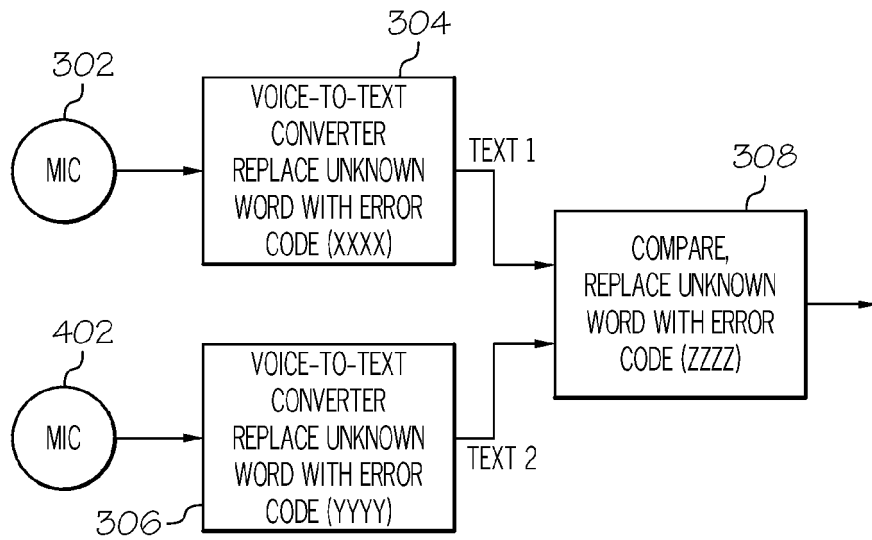 302
MIC
304
VOICE-TO-TEXT
CONVERTER
REPLACE UNKNOWN
WORD WITH ERROR
CODE (XXXX)
TEXT 1
402
MIC
306
VOICE-TO-TEXT
CONVERTER
REPLACE UNKNOWN
WORD WITH ERROR
CODE (YYYY)
TEXT 2
308
COMPARE,
REPLACE UNKNOWN
WORD WITH ERROR
CODE (ZZZZ)